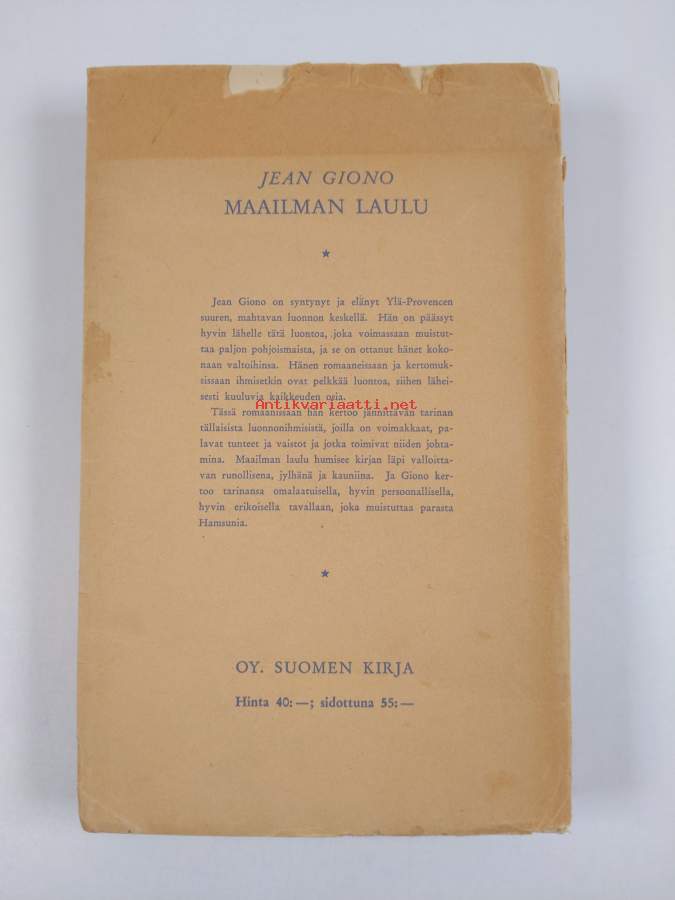 JEAN GIONO
MAAILMAN LAULU
★
Jean Giono on syntynyt ja elänyt Ylä-Provencen
suuren, mahtavan luonnon keskellä. Hän on päässyt
hyvin lähelle tätä luontoa, joka voimassaan muistut-
taa paljon pohjoismaista, ja se on ottanut hänet koko-
naan valtoihinsa. Hänen romaaneissaan ja kertomuk-
sissaan ihmisetkin ovat pelkkää luontoa, siihen lähei-
sesti kuuluvia kaikkeuden osia.
Antikvariaatti.net
Tässä romaanissaan hän kertoo jännittävän tarinan
tällaisista luonnonihmisistä, joilla on voimakkaat, pa-
lavat tunteet ja vaistot ja jotka toimivat niiden johta-
mina. Maailman laulu humisee kirjan läpi valloitta-
van runollisena, jylhänä ja kauniina. Ja Giono ker-
too tarinansa omalaatuisella, hyvin persoonallisella,
hyvin erikoisella tavallaan, joka muistuttaa parasta
Hamsunia.
★
OY. SUOMEN KIRJA
Hinta 40:—; sidottuna 55:—